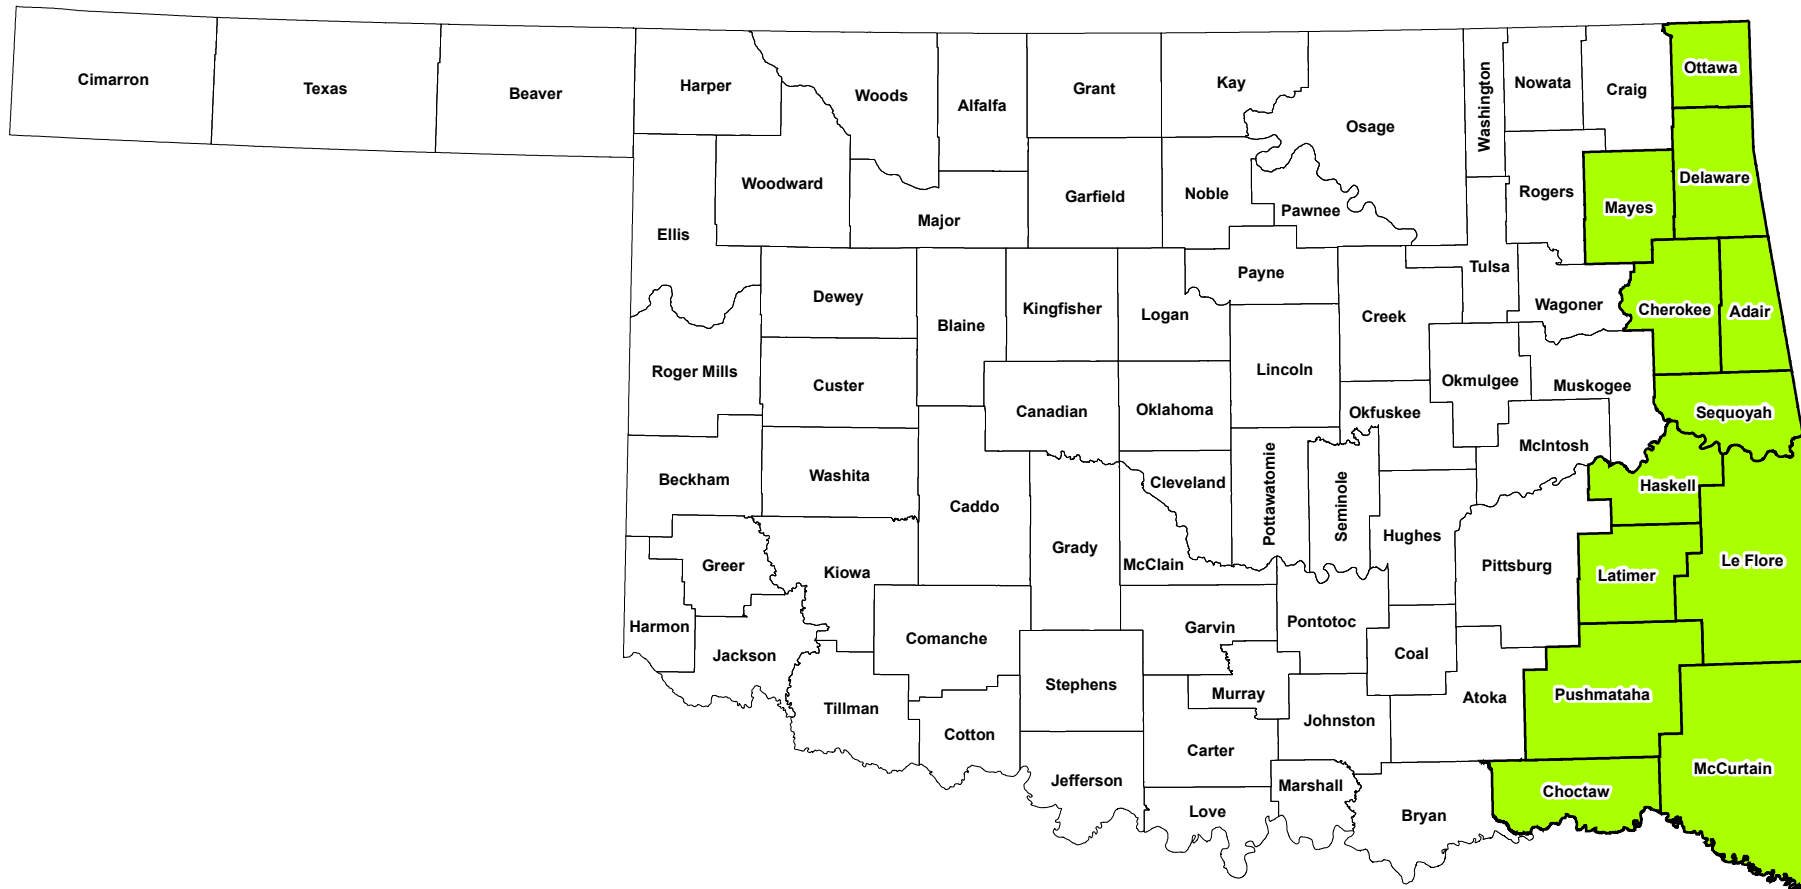 Cimarron
Texas
Beaver
Harper
Woods
Alfalfa
Grant
Kay
Osage
Washington
Nowata
Craig
Ottawa
Ellis
Woodward
Major
Garfield
Noble
Pawnee
Rogers
Mayes
Delaware
Dewey
Blaine
Kingfisher
Logan
Payne
Creek
Tulsa
Wagoner
Cherokee
Adair
Roger Mills
Custer
Canadian
Oklahoma
Lincoln
Okfuskee
Okmulgee
Muskogee
Sequoyah
Beckham
Washita
Caddo
Grady
Cleveland
McClain
Pottawatomie
Seminole
Hughes
McIntosh
Haskell
Pittsburg
Latimer
Le Flore
Greer
Kiowa
Harmon
Jackson
Comanche
Garvin
Pontotoc
Coal
Atoka
Pushmataha
Tillman
Cotton
Stephens
Murray
Johnston
Carter
Jefferson
Love
Marshall
Bryan
Choctaw
McCurtain